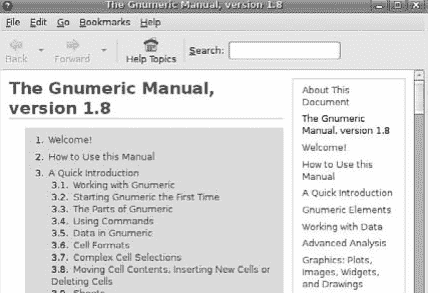 The Gnumeric Manual, version 1.8
File Edit Go Bookmarks Help
Back Forward Help Topics Search:
The Gnumeric Manual,
version 1.8
1. Welcome!
2. How to Use this Manual
3. A Quick Introduction
3.1. Working with Gnumeric
3.2. Starting Gnumeric the First Time
3.3. The Parts of Gnumeric
3.4. Using Commands
3.5. Data in Gnumeric
3.6. Cell Formats
3.7. Complex Cell Selections
3.8. Moving Cell Contents, Inserting New Cells or
Deleting Cells
3.9. Sheets
About This
Document
The Gnumeric
Manual, version 1.8
Welcome!
How to Use this
Manual
A Quick Introduction
Gnumeric Elements
Working with Data
Advanced Analysis
Graphics: Plots,
Images, Widgets,
and Drawings